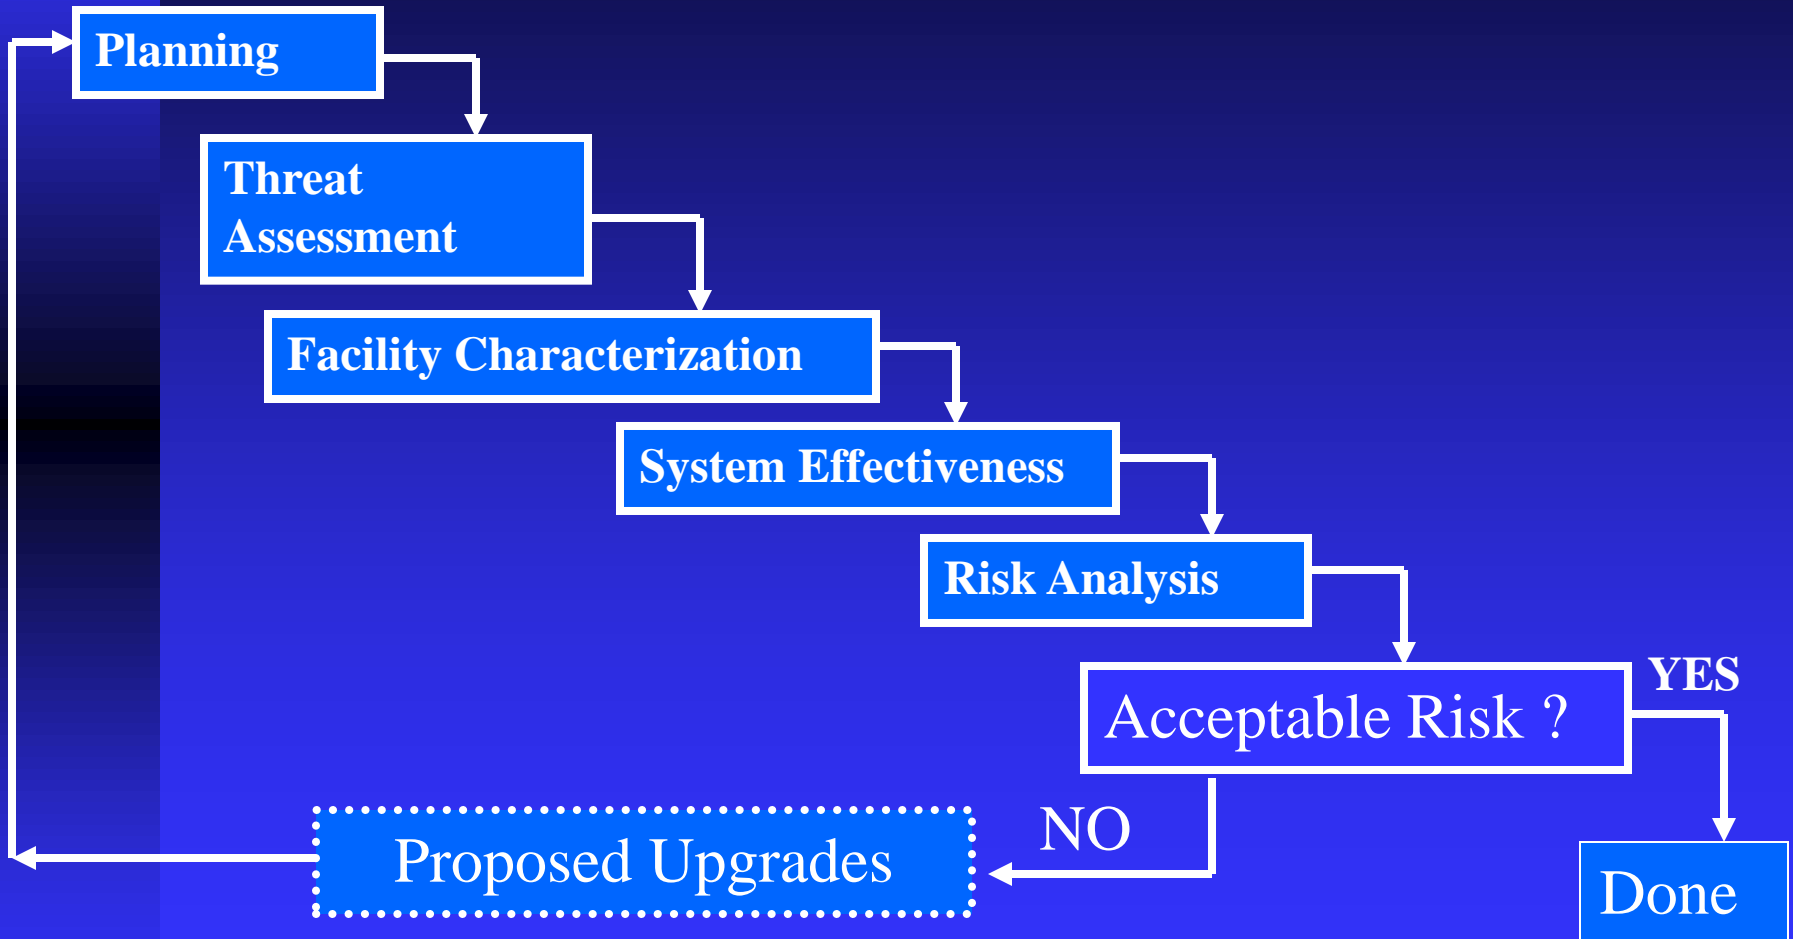 Planning
Threat
Assessment
Facility Characterization
System Effectiveness
Risk Analysis
YES
Acceptable Risk ?
NO
Proposed Upgrades
Done